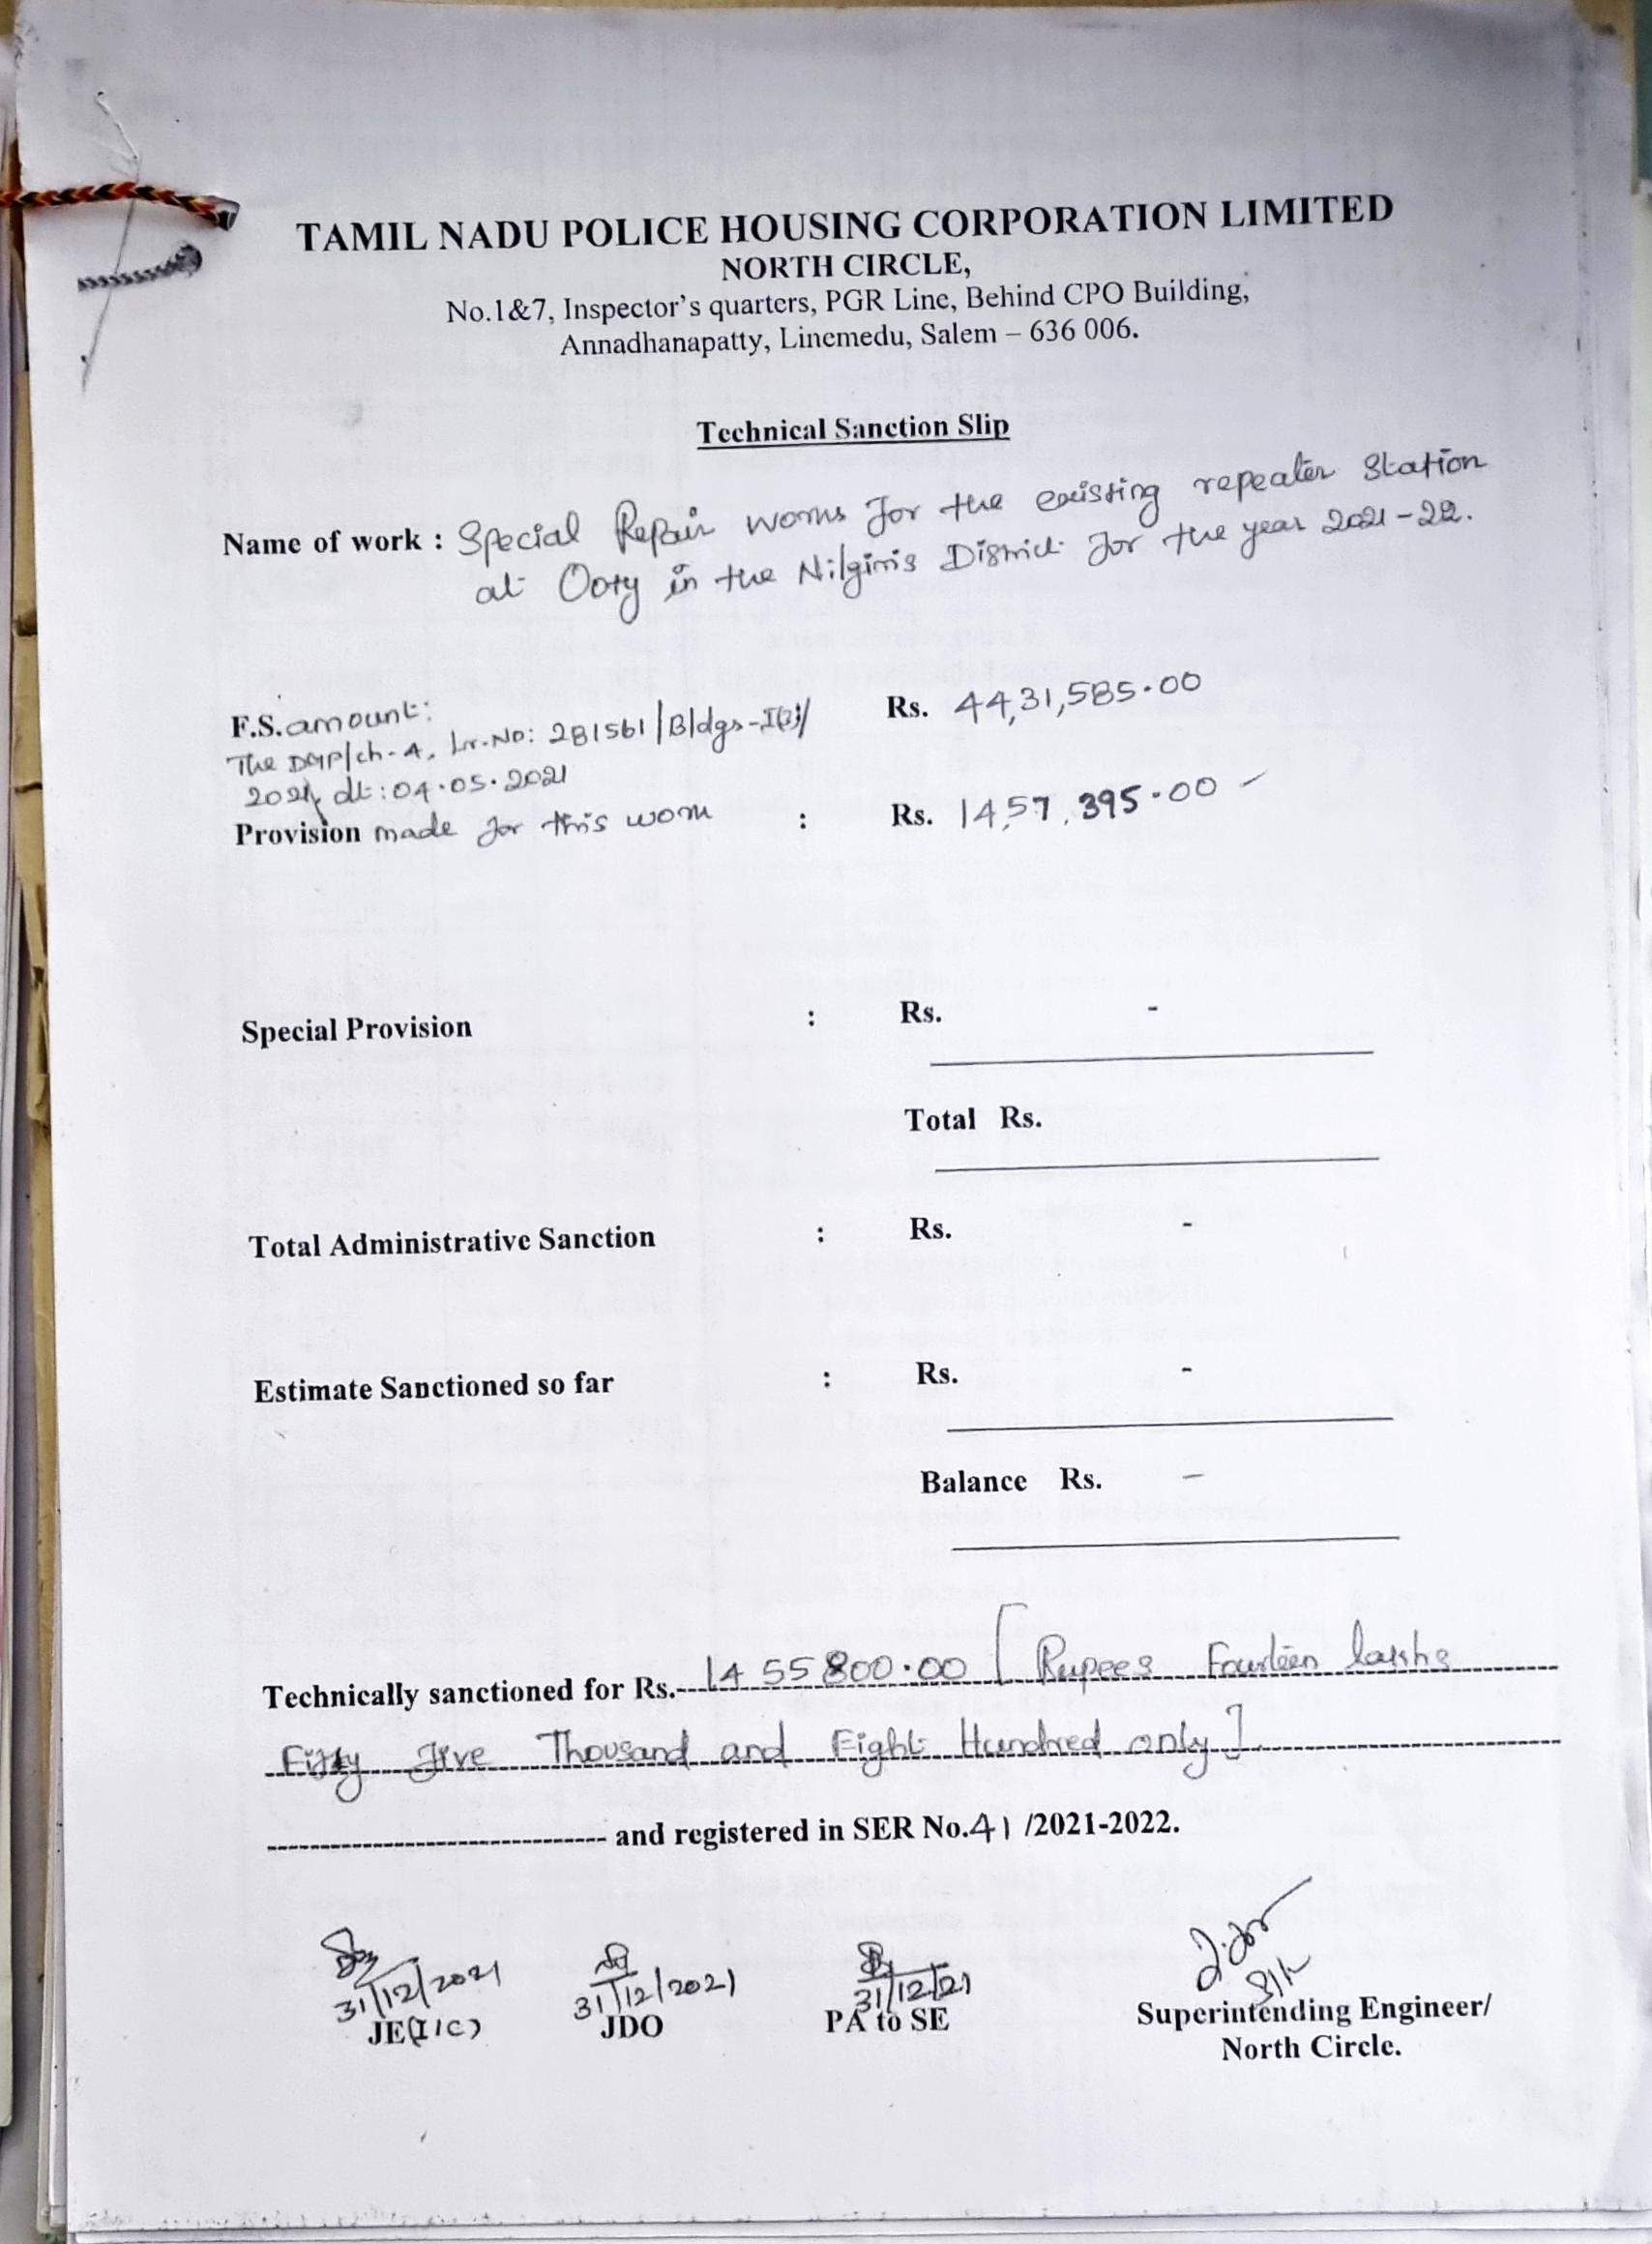 TAMIL NADU POLICE HOUSING CORPORATION LIMITED
NORTH CIRCLE,
No.1&7, Inspector's quarters, PGR Line, Behind CPO Building,
Annadhanapatty, Linemedu, Salem – 636 006.
Technical Sanction Slip
Name of work : Special Repair works for the existing repeater Station
at Ooty in the Nilgiris District for the year 2021-22.
F.S. amount: Rs. 44,31,585.00
The DGP/ch-4, Lr.No: 281561/Bldgs-I(3)/
2021, dt: 04.05.2021
Provision made for this work : Rs. 14,57,395.00 -
Special Provision : Rs. -
Total Rs.
Total Administrative Sanction : Rs. -
Estimate Sanctioned so far : Rs. -
Balance Rs. -
Technically sanctioned for Rs. 1455800.00 [Rupees Fourteen lakhs
Fifty five Thousand and Eight Hundred only]
and registered in SER No.41 /2021-2022.
31/12/2021 31/12/2021 31/12/21
JE(I/C) JDO PA to SE Superintending Engineer/
North Circle.